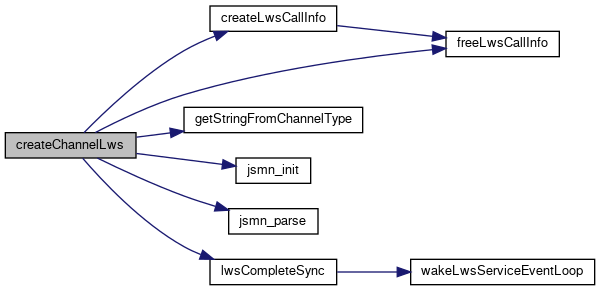 createLwsCallInfo
freeLwsCallInfo
getStringFromChannelType
createChannelLws
jsmn_init
jsmn_parse
lwsCompleteSync
wakeLwsServiceEventLoop